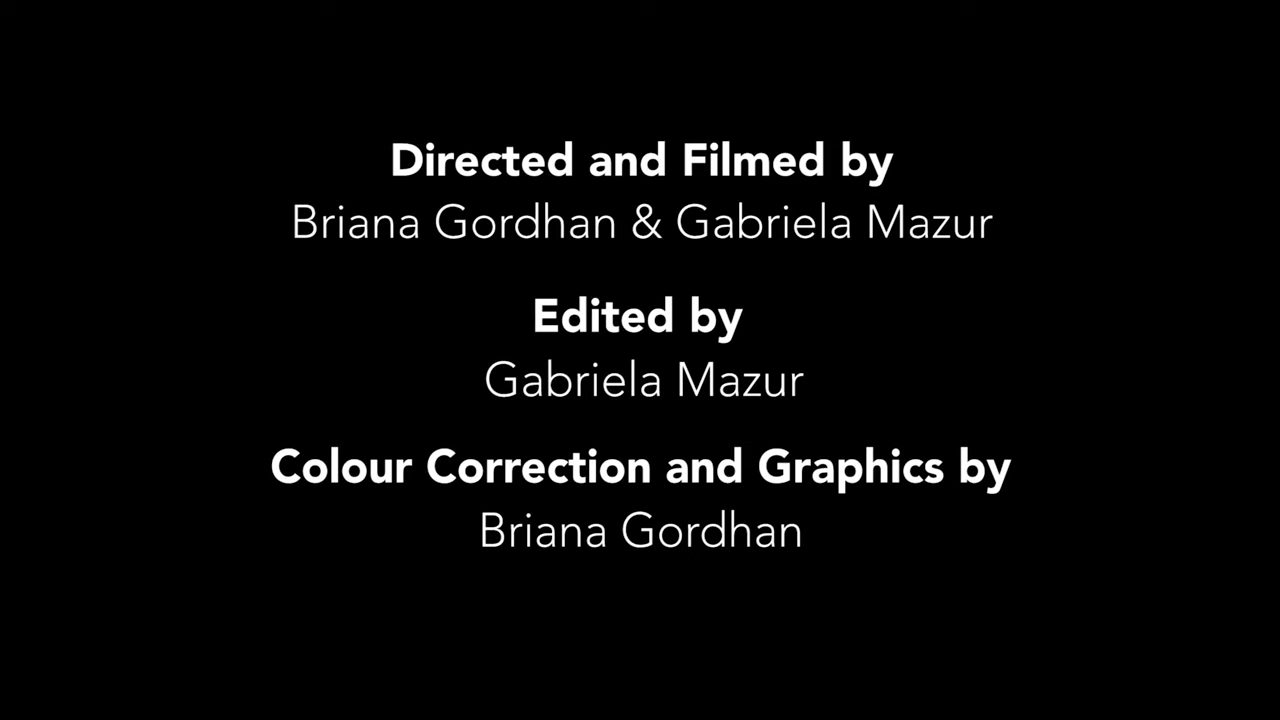 Directed and Filmed by
Briana Gordhan & Gabriela Mazur
Edited by
Gabriela Mazur
Colour Correction and Graphics by
Briana Gordhan